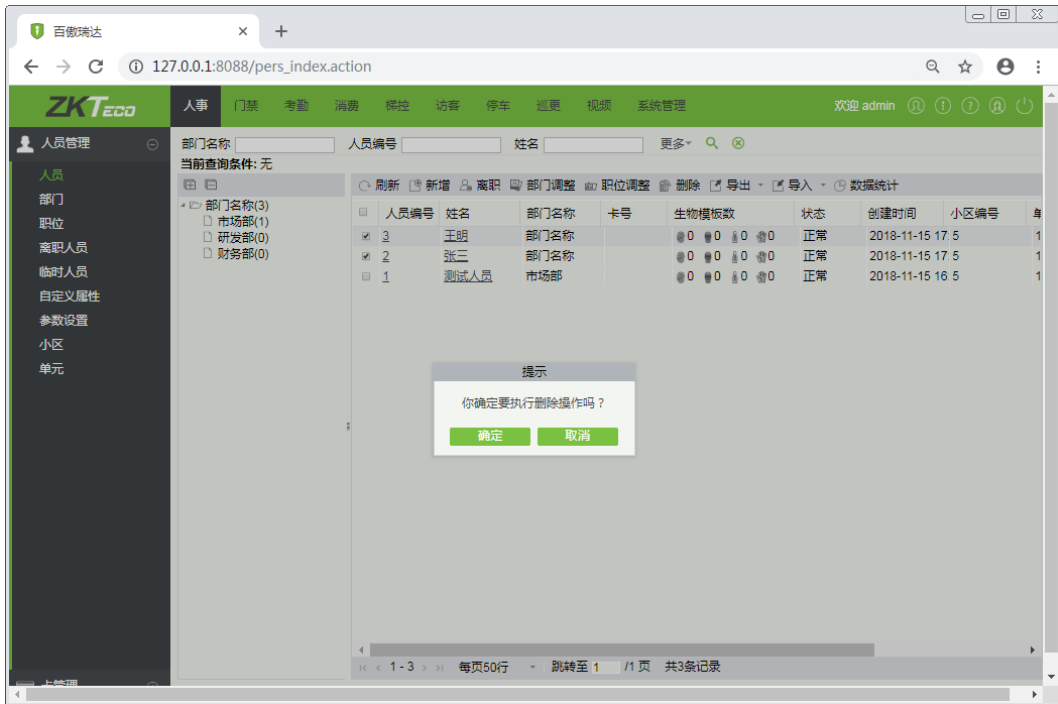 百傲瑞达
127.0.0.1:8088/pers_index.action
ZKTeco
人事 门禁 考勤 消费 梯控 访客 停车 巡更 视频 系统管理 欢迎 admin
人员管理
人员
部门
职位
离职人员
临时人员
自定义属性
参数设置
小区
单元
部门名称 人员编号 姓名 更多
当前查询条件: 无
刷新 新增 离职 部门调整 职位调整 删除 导出 导入 数据统计
部门名称(3)
市场部(1)
研发部(0)
财务部(0)
人员编号 姓名 部门名称 卡号 生物模板数 状态 创建时间 小区编号
3 王明 部门名称 0 0 0 0 正常 2018-11-15 17: 5 1
2 张三 部门名称 0 0 0 0 正常 2018-11-15 17: 5 1
1 测试人员 市场部 0 0 0 0 正常 2018-11-15 16: 5 1
提示
你确定要执行删除操作吗？
确定 取消
1 - 3 每页50行 跳转至 1 /1 页 共3条记录